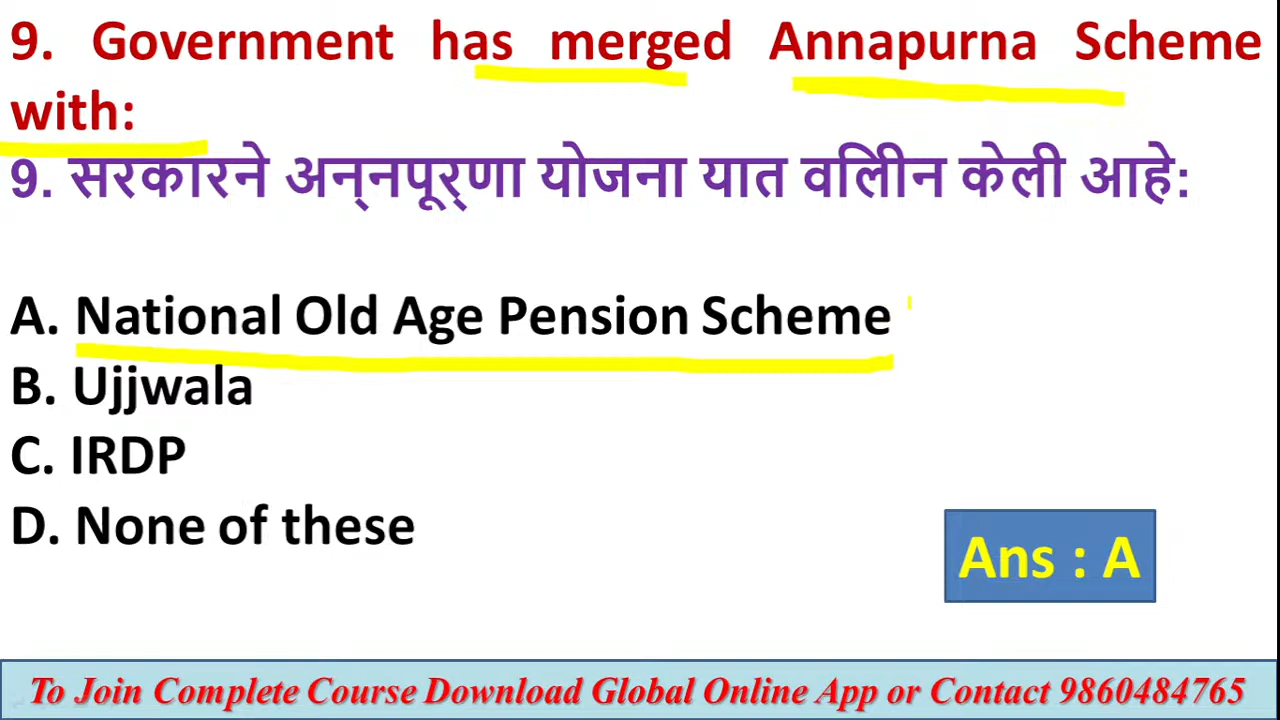 9. Government has merged Annapurna Scheme
with:
9. सरकारने अन्‌नपूर्‌णा योजना यात विलीीन केली आहे:
A. National Old Age Pension Scheme
B. Ujjwala
C. IRDP
D. None of these
Ans : A
To Join Complete Course Download Global Online App or Contact 9860484765